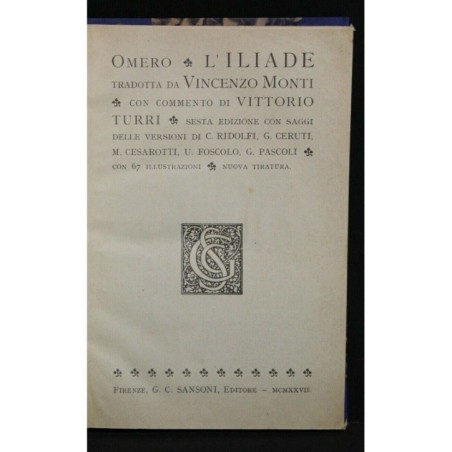 OMERO L'ILIADE
TRADOTTA DA VINCENZO MONTI
CON COMMENTO DI VITTORIO
TURRI SESTA EDIZIONE CON SAGGI
DELLE VERSIONI DI C. RIDOLFI, G. CERUTI,
M. CESAROTTI, U. FOSCOLO, G. PASCOLI
CON 67 ILLUSTRAZIONI NUOVA TIRATURA.
GCS
FIRENZE, G. C. SANSONI, EDITORE – MCMXXVII.